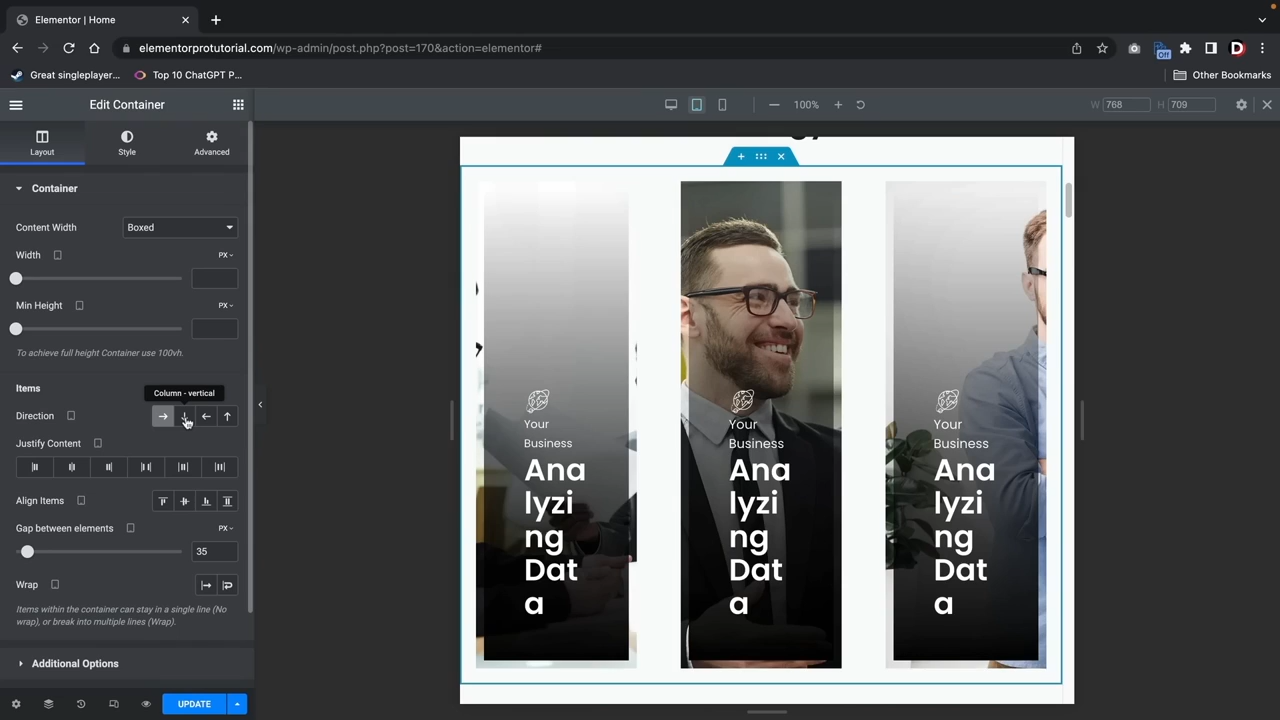 Elementor | Home
elementorprotutorial.com/wp-admin/post.php?post=170&action=elementor#
Off
D
Great singleplayer...
Top 10 ChatGPT P...
Other Bookmarks
Edit Container
100%
W 768
H 709
Layout
Style
Advanced
Container
Content Width
Boxed
Width
PX
Min Height
PX
To achieve full height Container use 100vh.
Items
Column - vertical
Direction
Justify Content
Align Items
Gap between elements
PX
35
Wrap
Items within the container can stay in a single line (No
wrap), or break into multiple lines (Wrap).
Additional Options
UPDATE
Your
Business
Ana
lyzi
ng
Dat
a
Your
Business
Ana
lyzi
ng
Dat
a
Your
Business
Ana
lyzi
ng
Dat
a